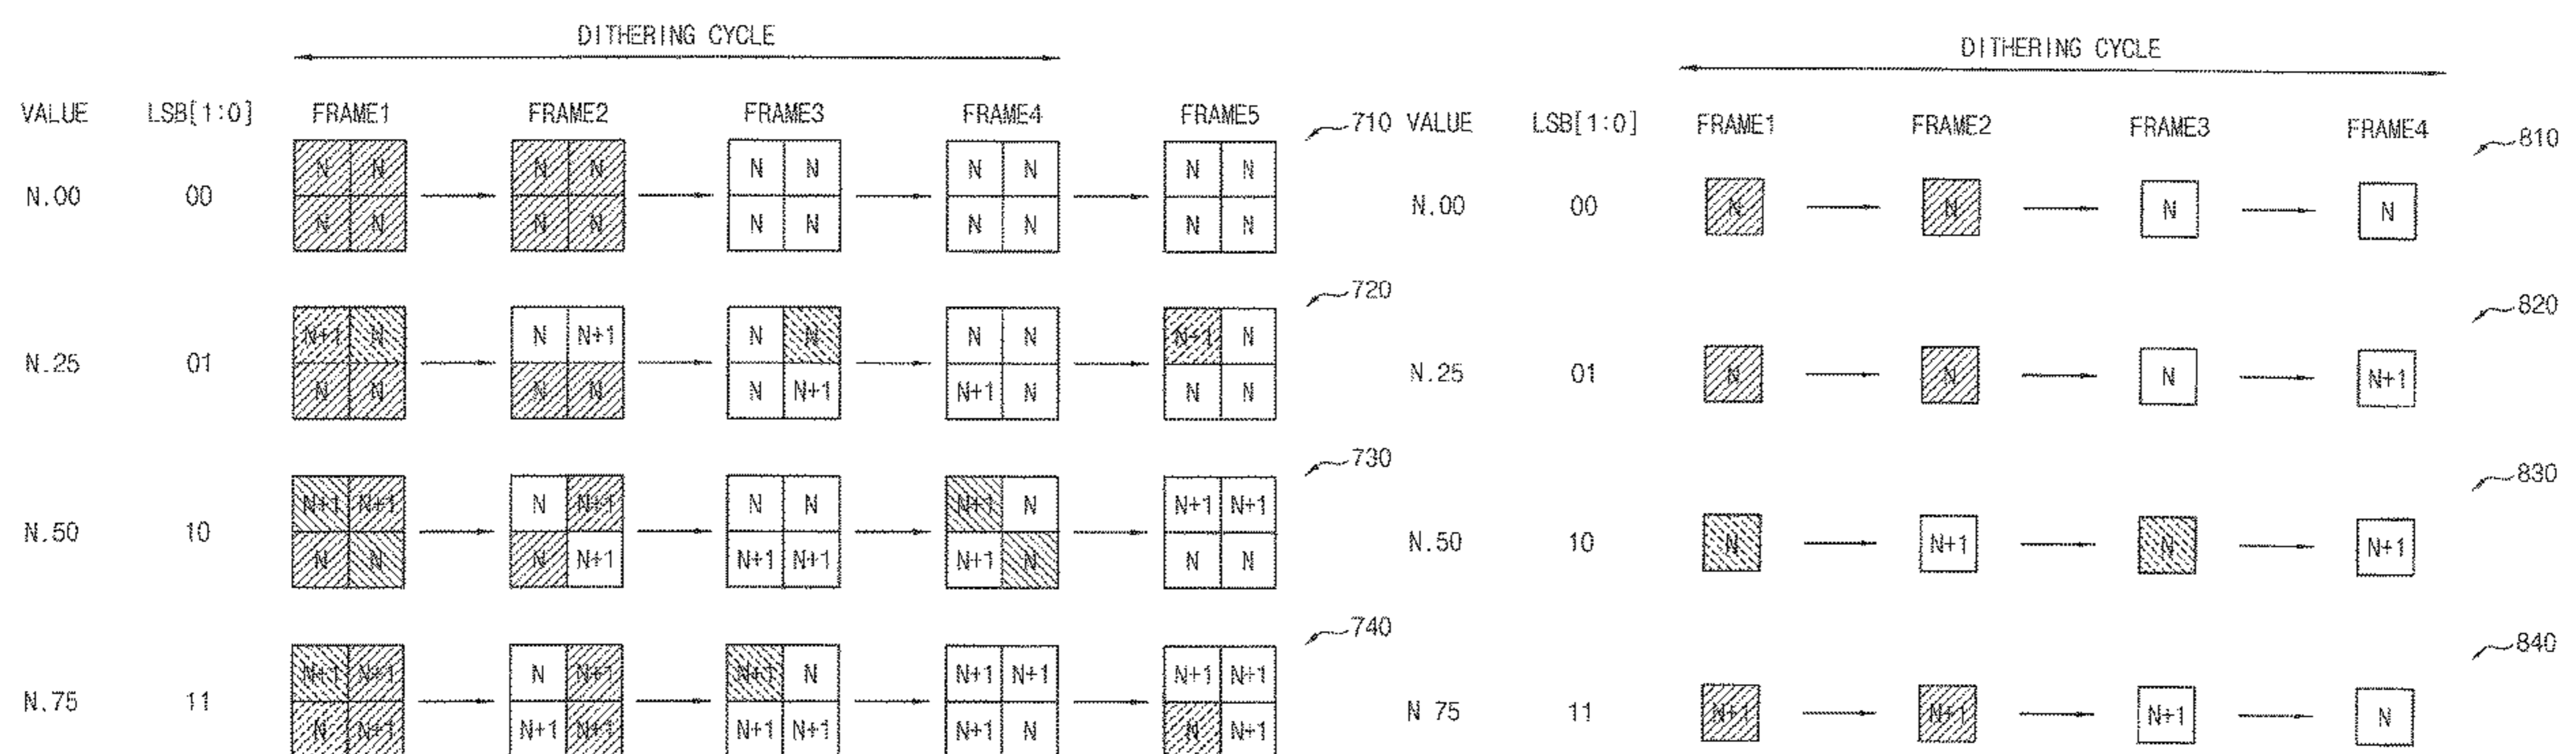 DITHERING CYCLE
VALUE LSB[1:0] FRAME1 FRAME2 FRAME3 FRAME4 FRAME5
710
N N N N N N N N N N
N.00 00
N N N N N N N N N N
720
N+1 N N N+1 N N N N N+1 N
N.25 01
N N N N N N+1 N+1 N N N
730
N+1 N+1 N N+1 N N N+1 N N+1 N+1
N.50 10
N N N N+1 N+1 N+1 N+1 N N N
740
N+1 N+1 N N+1 N+1 N N+1 N+1 N+1 N+1
N.75 11
N N+1 N+1 N+1 N+1 N+1 N+1 N N N+1
DITHERING CYCLE
VALUE LSB[1:0] FRAME1 FRAME2 FRAME3 FRAME4
810
N.00 00 N N N N
820
N.25 01 N N N N+1
830
N.50 10 N N+1 N N+1
840
N 75 11 N+1 N+1 N+1 N